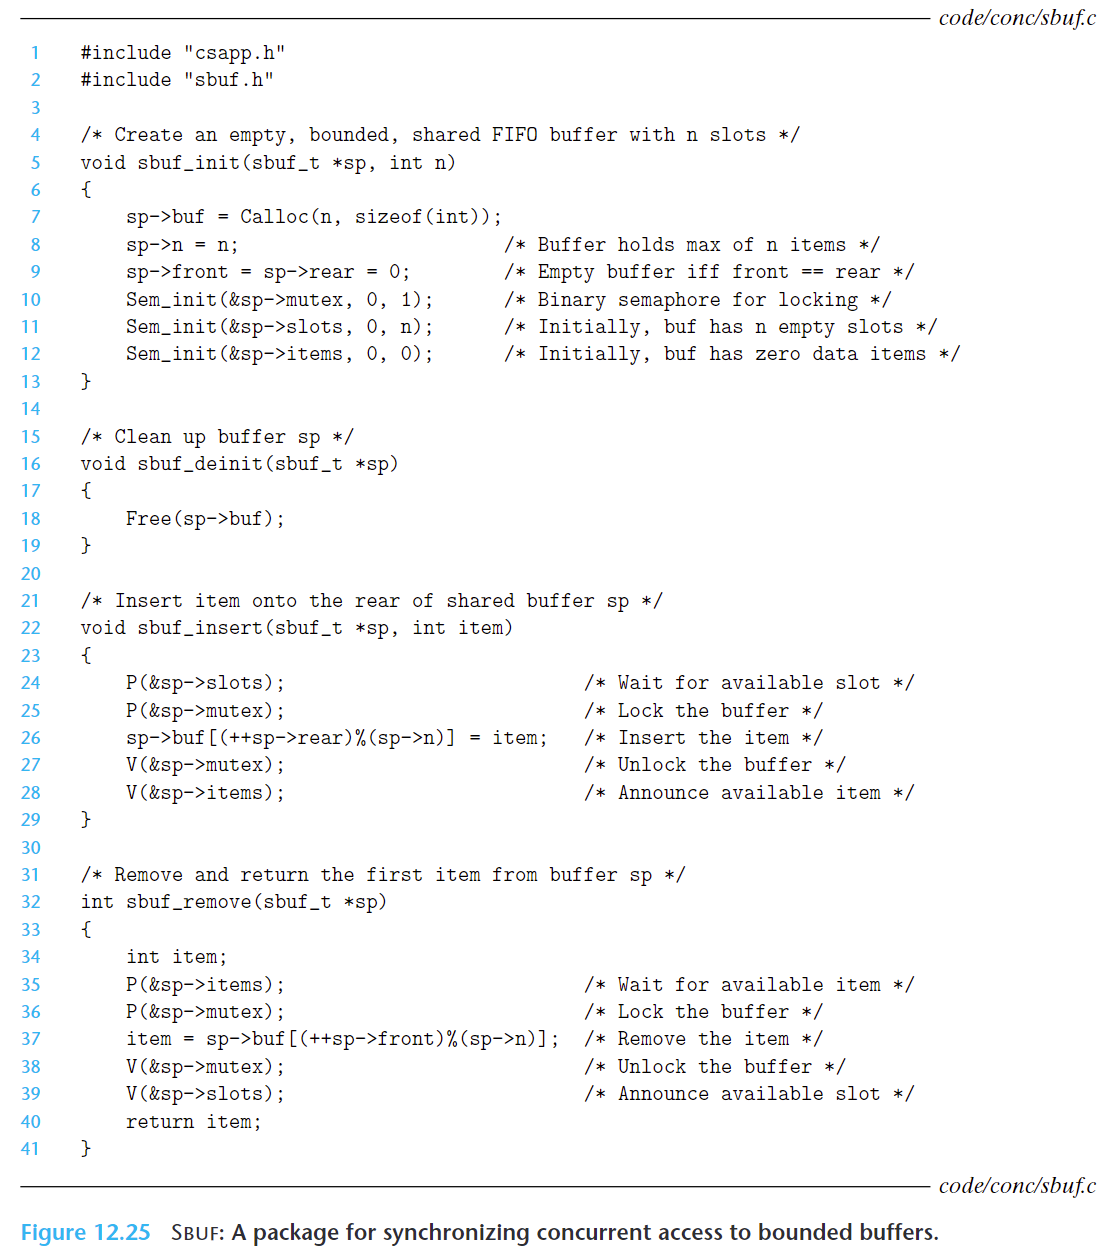 code/conc/sbuf.c
1 #include "csapp.h"
2 #include "sbuf.h"
3
4 /* Create an empty, bounded, shared FIFO buffer with n slots */
5 void sbuf_init(sbuf_t *sp, int n)
6 {
7     sp->buf = Calloc(n, sizeof(int));
8     sp->n = n;                       /* Buffer holds max of n items */
9     sp->front = sp->rear = 0;        /* Empty buffer iff front == rear */
10     Sem_init(&sp->mutex, 0, 1);      /* Binary semaphore for locking */
11     Sem_init(&sp->slots, 0, n);      /* Initially, buf has n empty slots */
12     Sem_init(&sp->items, 0, 0);      /* Initially, buf has zero data items */
13 }
14
15 /* Clean up buffer sp */
16 void sbuf_deinit(sbuf_t *sp)
17 {
18     Free(sp->buf);
19 }
20
21 /* Insert item onto the rear of shared buffer sp */
22 void sbuf_insert(sbuf_t *sp, int item)
23 {
24     P(&sp->slots);                          /* Wait for available slot */
25     P(&sp->mutex);                          /* Lock the buffer */
26     sp->buf[(++sp->rear)%(sp->n)] = item;   /* Insert the item */
27     V(&sp->mutex);                          /* Unlock the buffer */
28     V(&sp->items);                          /* Announce available item */
29 }
30
31 /* Remove and return the first item from buffer sp */
32 int sbuf_remove(sbuf_t *sp)
33 {
34     int item;
35     P(&sp->items);                          /* Wait for available item */
36     P(&sp->mutex);                          /* Lock the buffer */
37     item = sp->buf[(++sp->front)%(sp->n)];  /* Remove the item */
38     V(&sp->mutex);                          /* Unlock the buffer */
39     V(&sp->slots);                          /* Announce available slot */
40     return item;
41 }
code/conc/sbuf.c
Figure 12.25 SBUF: A package for synchronizing concurrent access to bounded buffers.